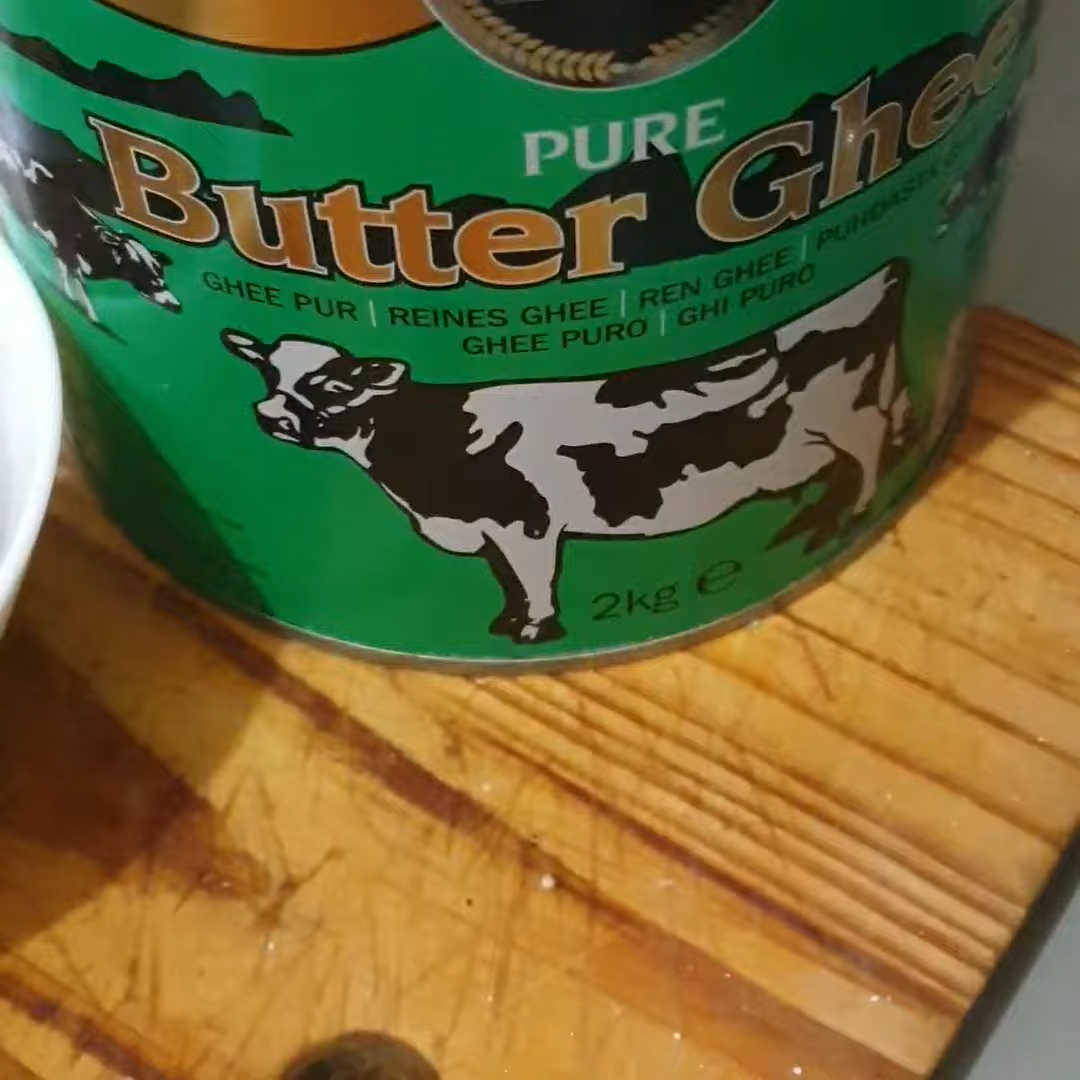 PURE
Butter Ghee
GHEE PUR | REINES GHEE | REN GHEE | PUHDASTA
GHEE PURO | GHI PURO
2kg ℮